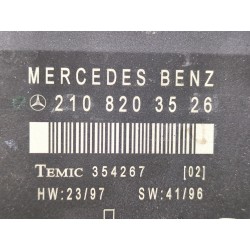 MERCEDES BENZ
210 820 35 26
TEMIC 354267 [02]
HW:23/97 SW:41/96